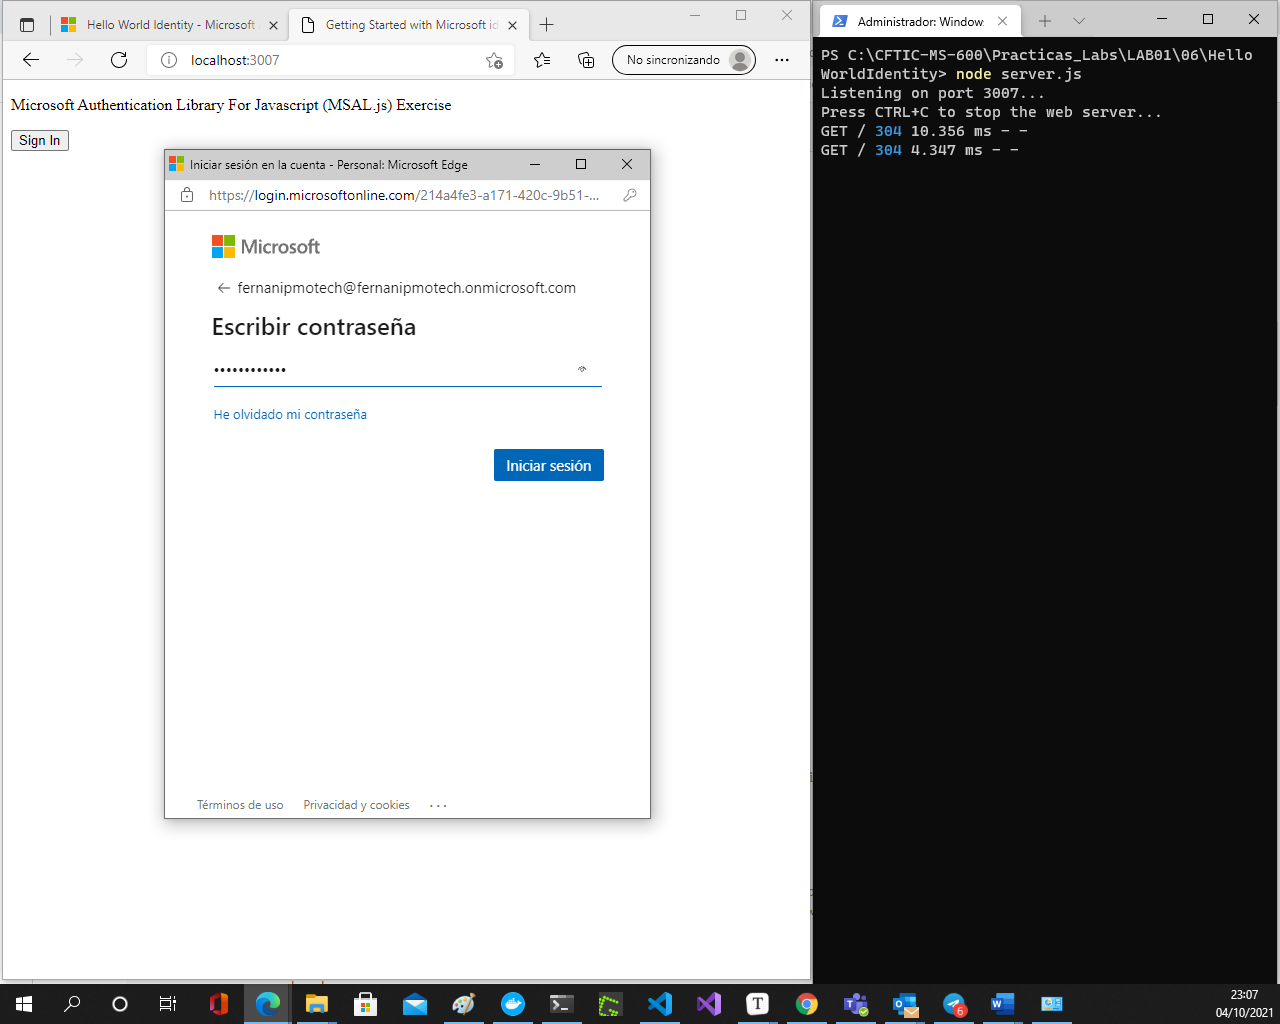 Hello World Identity - Microsoft
Getting Started with Microsoft id
localhost:3007
No sincronizando
Microsoft Authentication Library For Javascript (MSAL.js) Exercise
Sign In
Iniciar sesión en la cuenta - Personal: Microsoft Edge
https://login.microsoftonline.com/214a4fe3-a171-420c-9b51-...
Microsoft
fernanipmotech@fernanipmotech.onmicrosoft.com
Escribir contraseña
••••••••••••
He olvidado mi contraseña
Iniciar sesión
Términos de uso Privacidad y cookies ...
Administrador: Windows
PS C:\CFTIC-MS-600\Practicas_Labs\LAB01\06\Hello
WorldIdentity> node server.js
Listening on port 3007...
Press CTRL+C to stop the web server...
GET / 304 10.356 ms - -
GET / 304 4.347 ms - -
T
6
23:07
04/10/2021